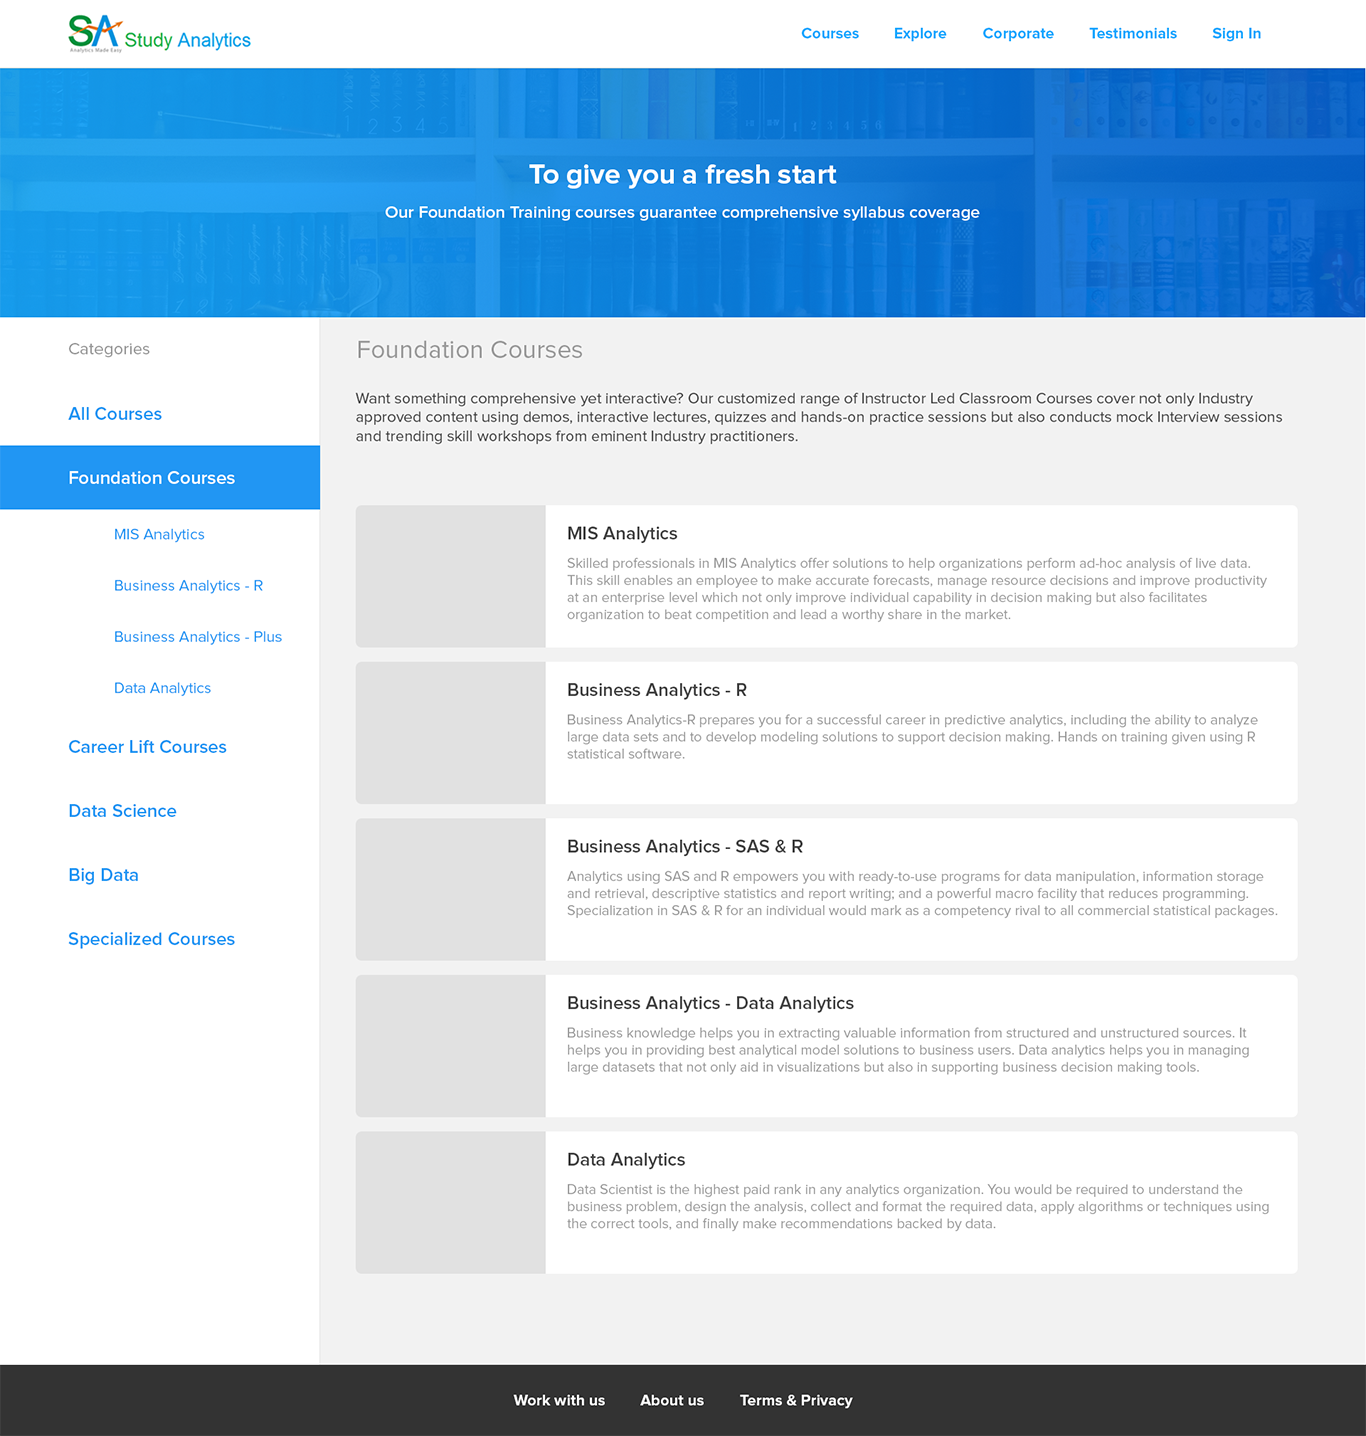 SA Study Analytics
Analytics Made Easy
Courses Explore Corporate Testimonials Sign In
1 2 3 4 5
1 2 3 4 5 6
To give you a fresh start
Our Foundation Training courses guarantee comprehensive syllabus coverage
Categories
All Courses
Foundation Courses
MIS Analytics
Business Analytics - R
Business Analytics - Plus
Data Analytics
Career Lift Courses
Data Science
Big Data
Specialized Courses
Foundation Courses
Want something comprehensive yet interactive? Our customized range of Instructor Led Classroom Courses cover not only Industry
approved content using demos, interactive lectures, quizzes and hands-on practice sessions but also conducts mock Interview sessions
and trending skill workshops from eminent Industry practitioners.
MIS Analytics
Skilled professionals in MIS Analytics offer solutions to help organizations perform ad-hoc analysis of live data.
This skill enables an employee to make accurate forecasts, manage resource decisions and improve productivity
at an enterprise level which not only improve individual capability in decision making but also facilitates
organization to beat competition and lead a worthy share in the market.
Business Analytics - R
Business Analytics-R prepares you for a successful career in predictive analytics, including the ability to analyze
large data sets and to develop modeling solutions to support decision making. Hands on training given using R
statistical software.
Business Analytics - SAS & R
Analytics using SAS and R empowers you with ready-to-use programs for data manipulation, information storage
and retrieval, descriptive statistics and report writing; and a powerful macro facility that reduces programming.
Specialization in SAS & R for an individual would mark as a competency rival to all commercial statistical packages.
Business Analytics - Data Analytics
Business knowledge helps you in extracting valuable information from structured and unstructured sources. It
helps you in providing best analytical model solutions to business users. Data analytics helps you in managing
large datasets that not only aid in visualizations but also in supporting business decision making tools.
Data Analytics
Data Scientist is the highest paid rank in any analytics organization. You would be required to understand the
business problem, design the analysis, collect and format the required data, apply algorithms or techniques using
the correct tools, and finally make recommendations backed by data.
Work with us About us Terms & Privacy